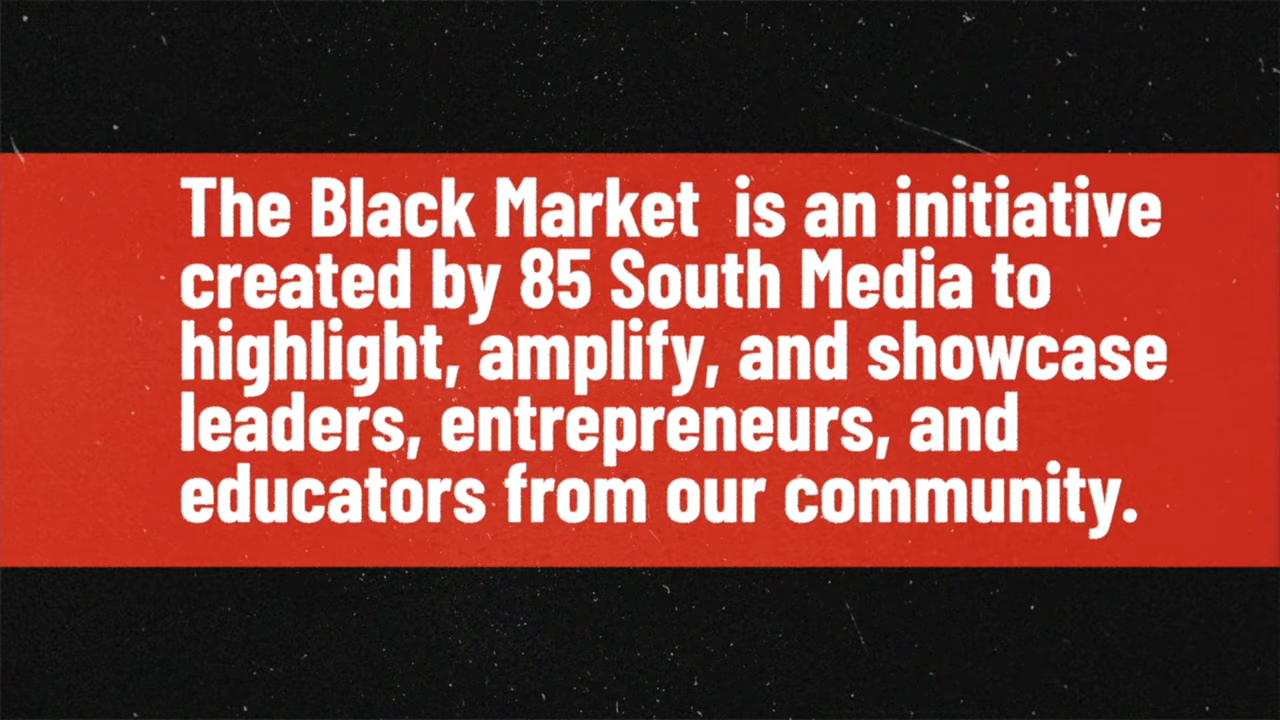 The Black Market  is an initiative
created by 85 South Media to
highlight, amplify, and showcase
leaders, entrepreneurs, and
educators from our community.